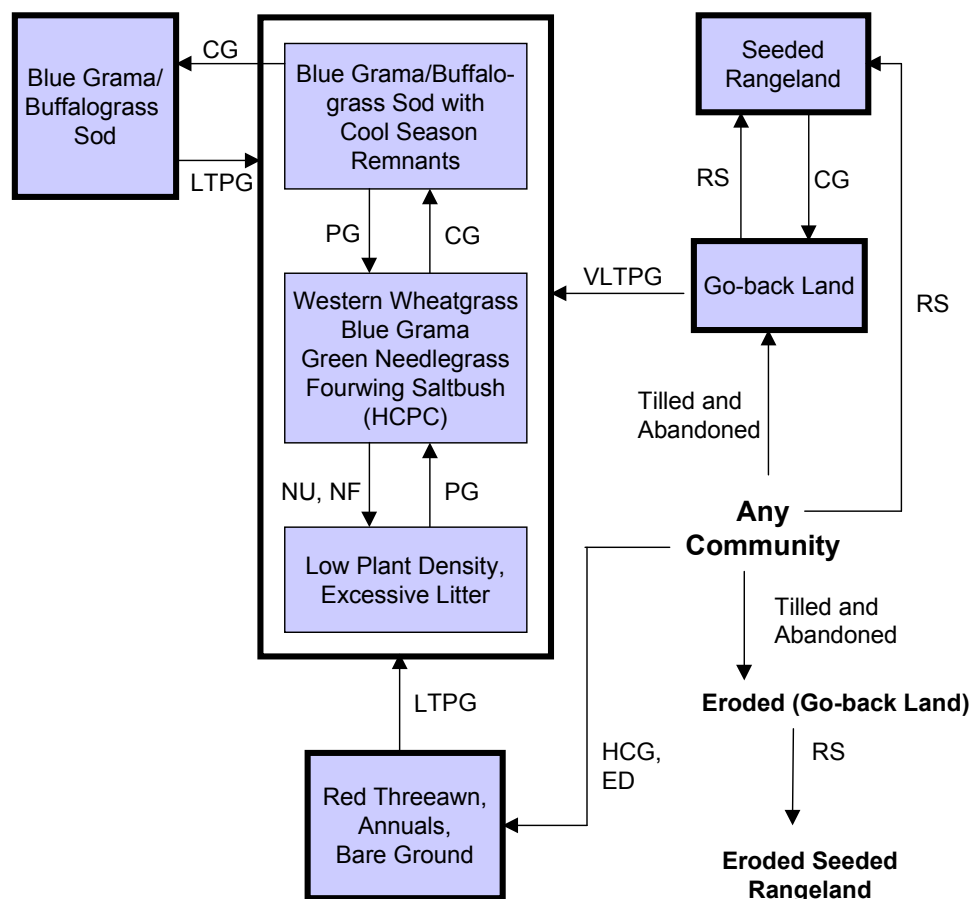 Blue Grama/
Buffalograss
Sod
CG
LTPG
Blue Grama/Buffalo-
grass Sod with
Cool Season
Remnants
PG
CG
Western Wheatgrass
Blue Grama
Green Needlegrass
Fourwing Saltbush
(HCPC)
NU, NF
PG
Low Plant Density,
Excessive Litter
LTPG
Red Threeawn,
Annuals,
Bare Ground
Seeded
Rangeland
RS
CG
VLTPG
Go-back Land
RS
Tilled and
Abandoned
Any
Community
HCG,
ED
Tilled and
Abandoned
Eroded (Go-back Land)
RS
Eroded Seeded
Rangeland